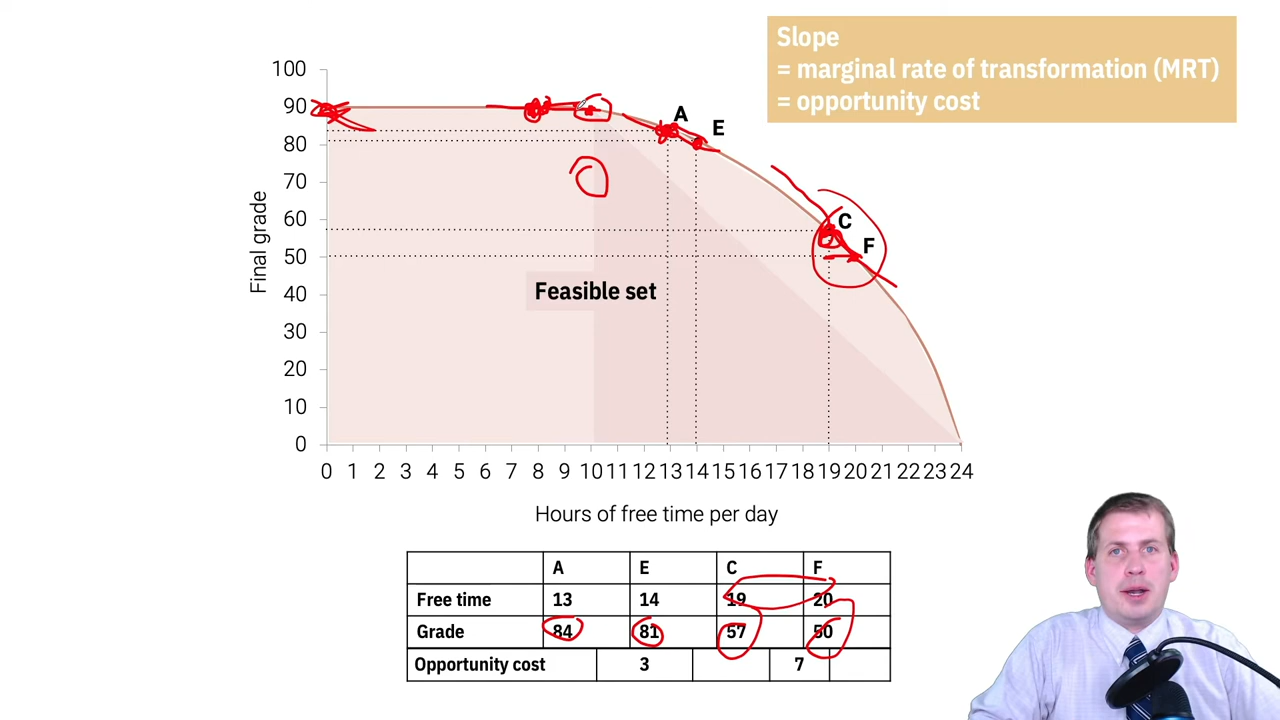 Slope
= marginal rate of transformation (MRT)
= opportunity cost
100
90
80
70
60
50
40
30
20
10
0
Final grade
A
E
C
F
Feasible set
0 1 2 3 4 5 6 7 8 9 10 11 12 13 14 15 16 17 18 19 20 21 22 23 24
Hours of free time per day
A E C F
Free time 13 14 19 20
Grade 84 81 57 50
Opportunity cost 3 7